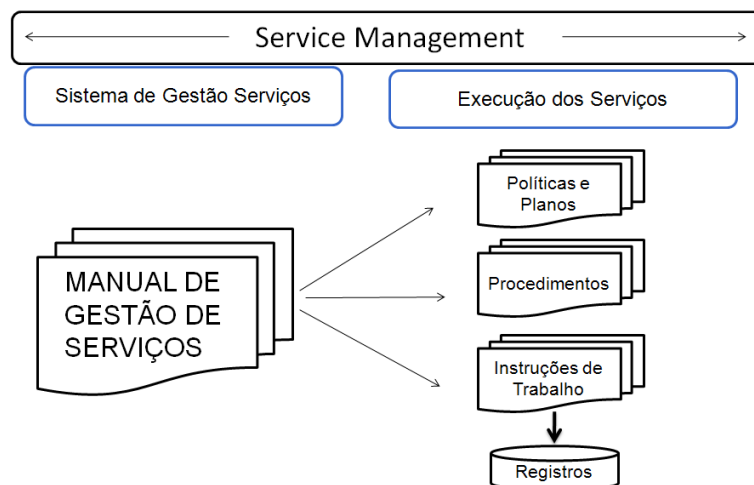 Service Management
Sistema de Gestão Serviços
Execução dos Serviços
MANUAL DE
GESTÃO DE
SERVIÇOS
Políticas e
Planos
Procedimentos
Instruções de
Trabalho
Registros